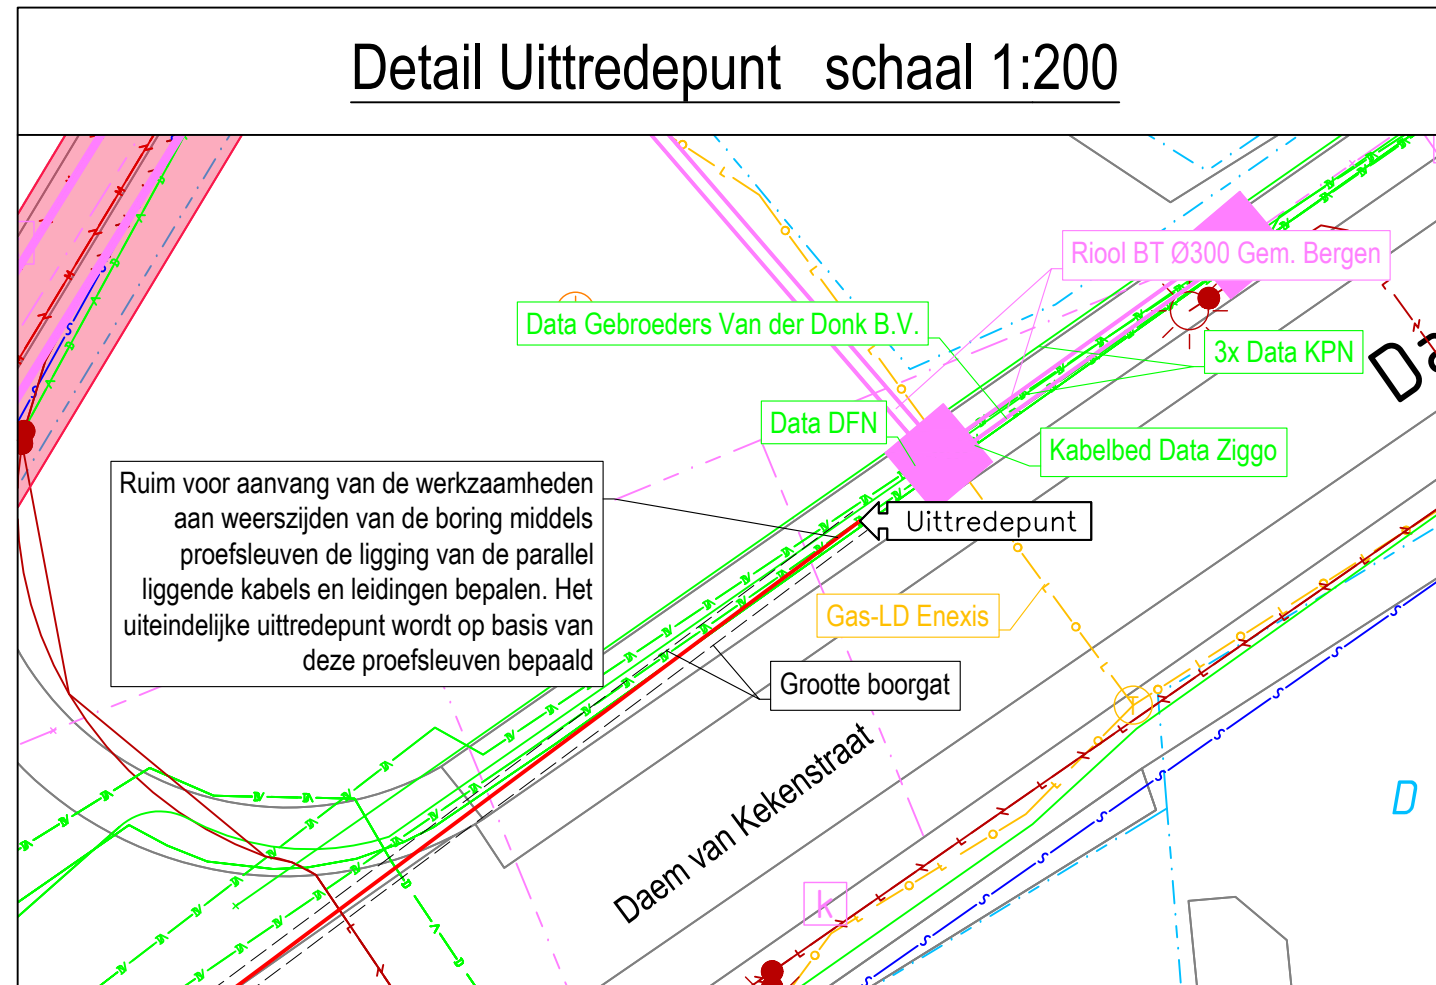 Detail Uittredepunt schaal 1:200
Riool BT Ø300 Gem. Bergen
Data Gebroeders Van der Donk B.V.
3x Data KPN
Da
Data DFN
Kabelbed Data Ziggo
Ruim voor aanvang van de werkzaamheden
aan weerszijden van de boring middels
proefsleuven de ligging van de parallel
liggende kabels en leidingen bepalen. Het
uiteindelijke uittredepunt wordt op basis van
deze proefsleuven bepaald
Uittredepunt
Gas-LD Enexis
Grootte boorgat
Daem van Kekenstraat
D
k